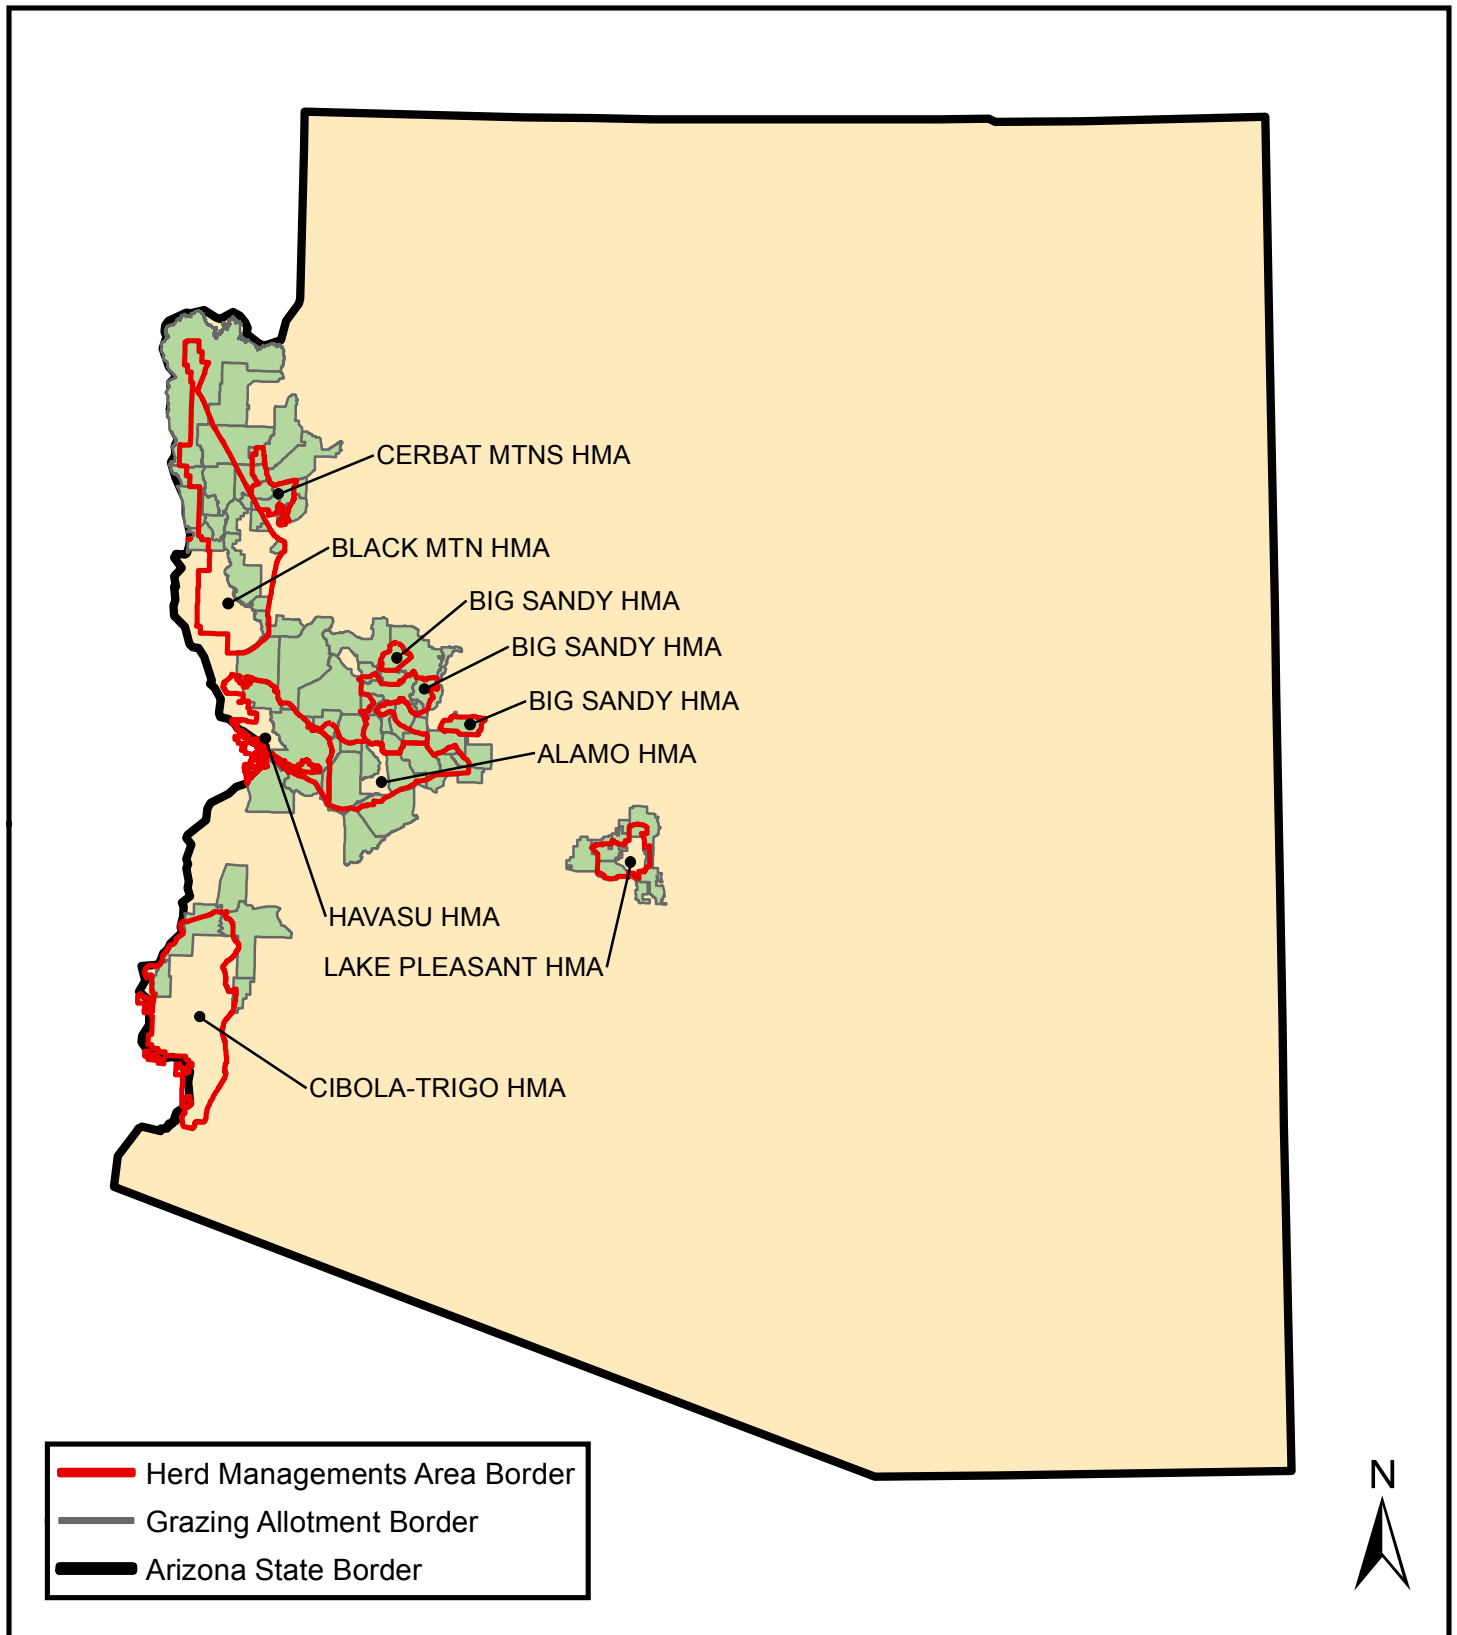 CERBAT MTNS HMA
BLACK MTN HMA
BIG SANDY HMA
BIG SANDY HMA
BIG SANDY HMA
ALAMO HMA
HAVASU HMA
LAKE PLEASANT HMA
CIBOLA-TRIGO HMA
Herd Managements Area Border
Grazing Allotment Border
Arizona State Border
N